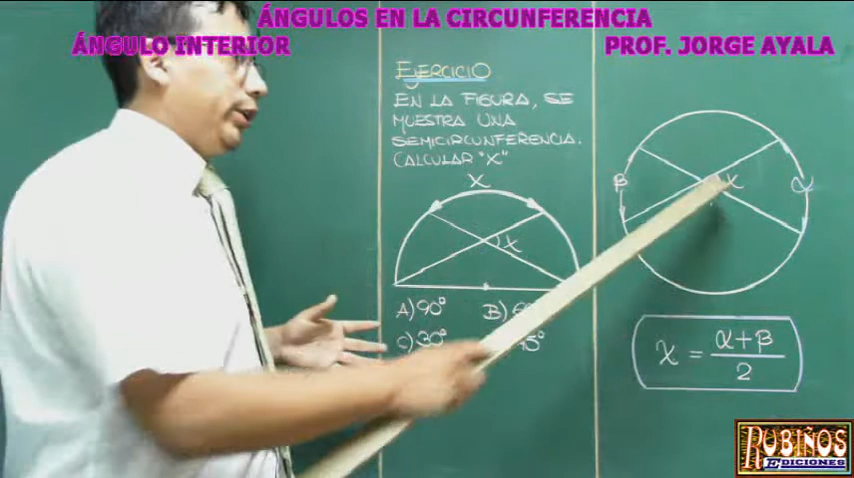 ÁNGULOS EN LA CIRCUNFERENCIA
ÁNGULO INTERIOR
PROF. JORGE AYALA
EJERCICIO
EN LA FIGURA, SE
MUESTRA UNA
SEMICIRCUNFERENCIA.
CALCULAR "X"
X
X
A) 90°
B)
C) 30°
β
X
α
x = α+β
2
RUBIÑOS
EDICIONES